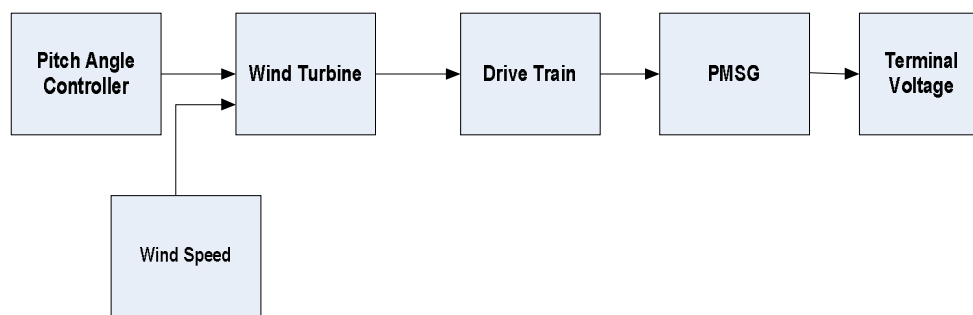 Pitch Angle
Controller
Wind Turbine
Drive Train
PMSG
Terminal
Voltage
Wind Speed